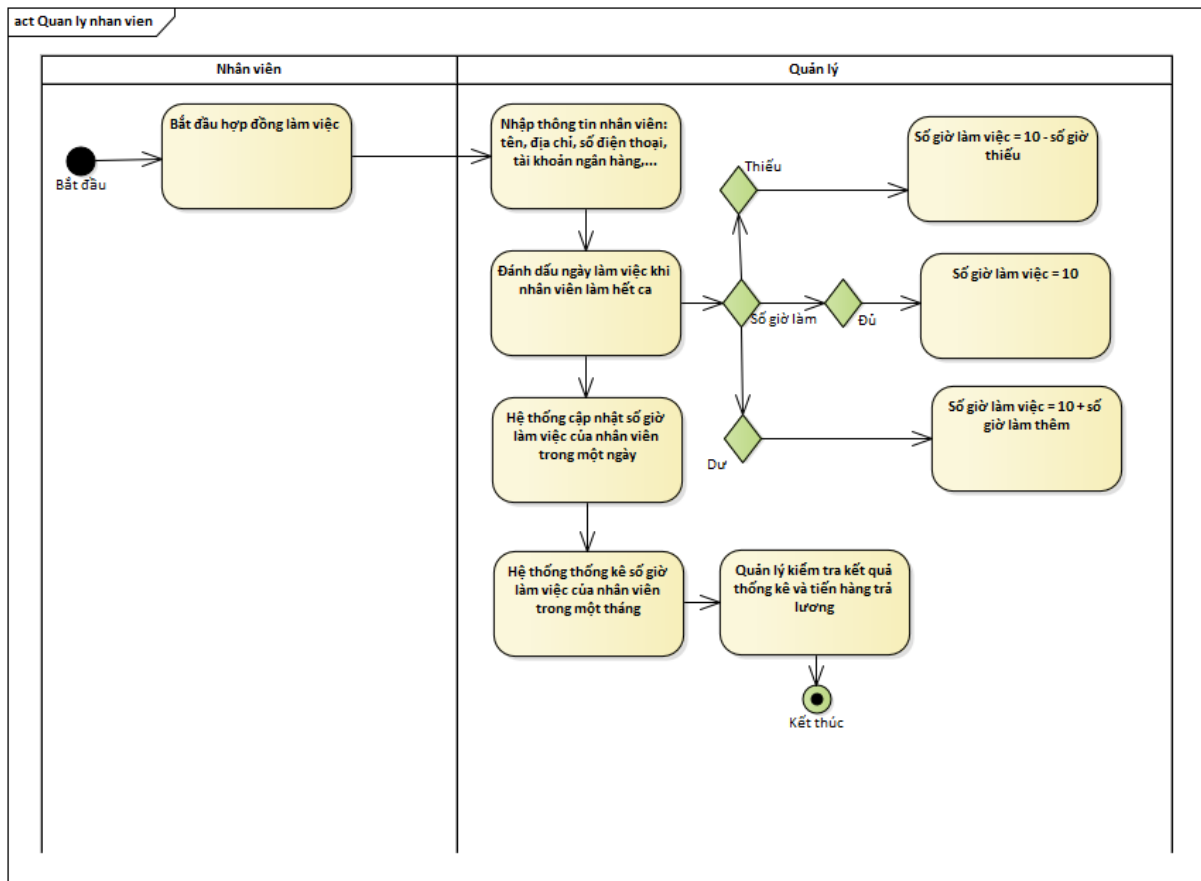 act Quan ly nhan vien
Nhân viên
Quản lý
Bắt đầu
Bắt đầu hợp đồng làm việc
Nhập thông tin nhân viên:
tên, địa chỉ, số điện thoại,
tài khoản ngân hàng,...
Thiếu
Số giờ làm việc = 10 - số giờ
thiếu
Đánh dấu ngày làm việc khi
nhân viên làm hết ca
Số giờ làm
Đủ
Số giờ làm việc = 10
Hệ thống cập nhật số giờ
làm việc của nhân viên
trong một ngày
Dư
Số giờ làm việc = 10 + số
giờ làm thêm
Hệ thống thống kê số giờ
làm việc của nhân viên
trong một tháng
Quản lý kiểm tra kết quả
thống kê và tiến hàng trả
lương
Kết thúc